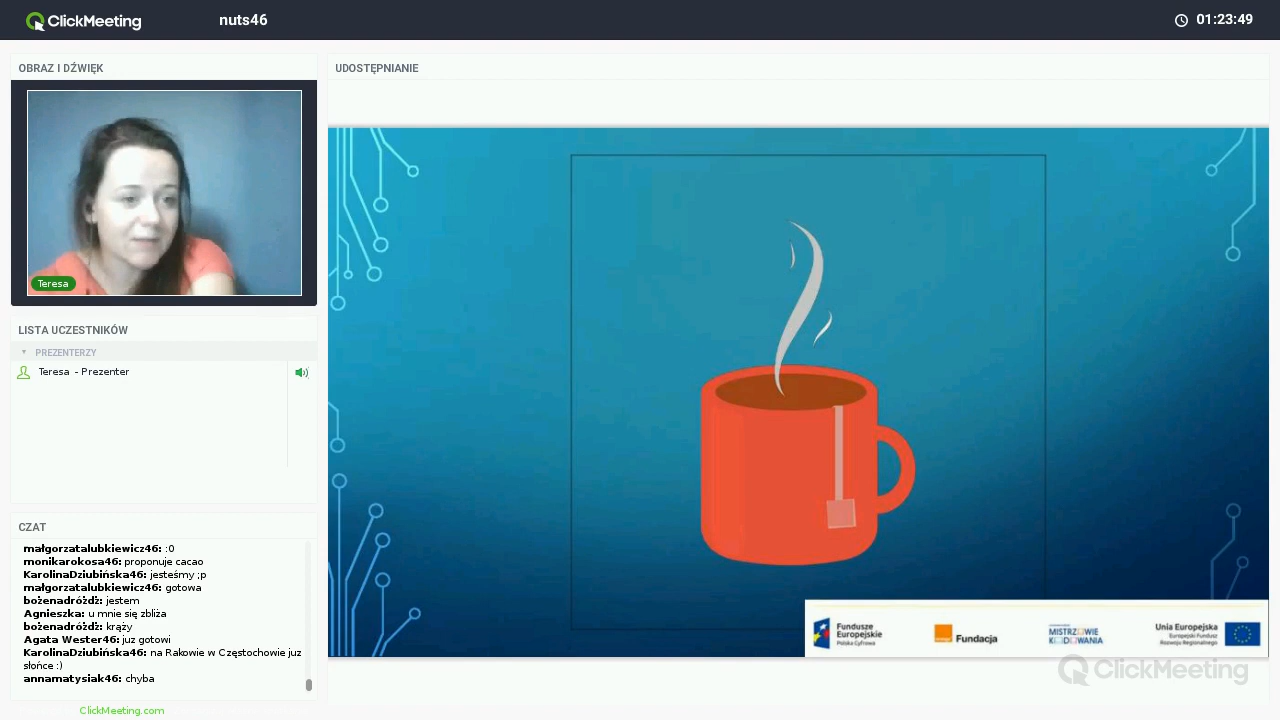 ClickMeeting
nuts46
01:23:49
OBRAZ I DŹWIĘK
Teresa
LISTA UCZESTNIKÓW
PREZENTERZY
Teresa - Prezenter
CZAT
małgorzatalubkiewicz46: :0
monikarokosa46: proponuje cacao
KarolinaDziubińska46: jesteśmy ;p
małgorzatalubkiewicz46: gotowa
bożenadróżdż: jestem
Agnieszka: u mnie się zbliża
bożenadróżdż: krąży
Agata Wester46: juz gotowi
KarolinaDziubińska46: na Rakowie w Częstochowie juz
słońce :)
annamatysiak46: chyba
ClickMeeting.com
UDOSTĘPNIANIE
Fundusze
Europejskie
Polska Cyfrowa
Fundacja
MISTRZOWIE
KODOWANIA
Unia Europejska
Europejski Fundusz
Rozwoju Regionalnego
ClickMeeting